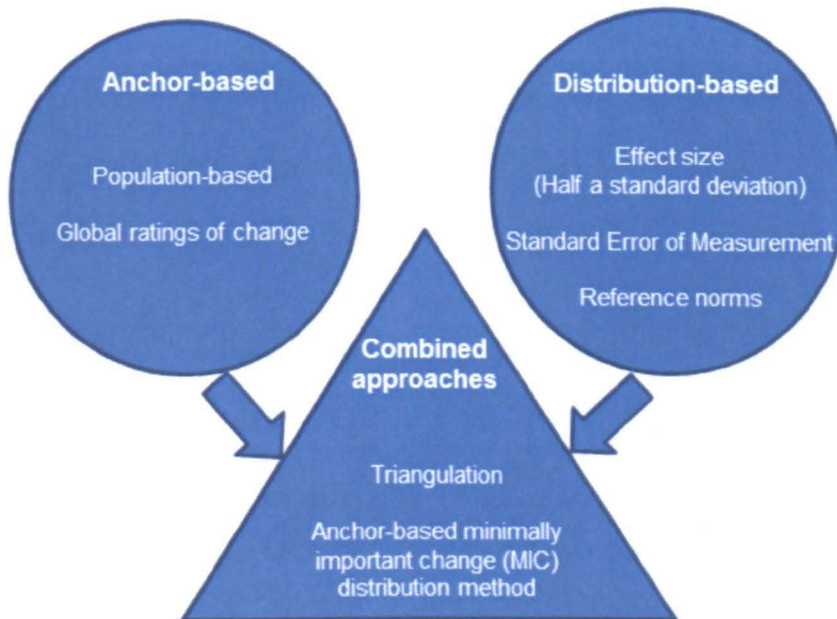 Anchor-based
Population-based
Global ratings of change
Distribution-based
Effect size
(Half a standard deviation)
Standard Error of Measurement
Reference norms
Combined
approaches
Triangulation
Anchor-based minimally
important change (MIC)
distribution method